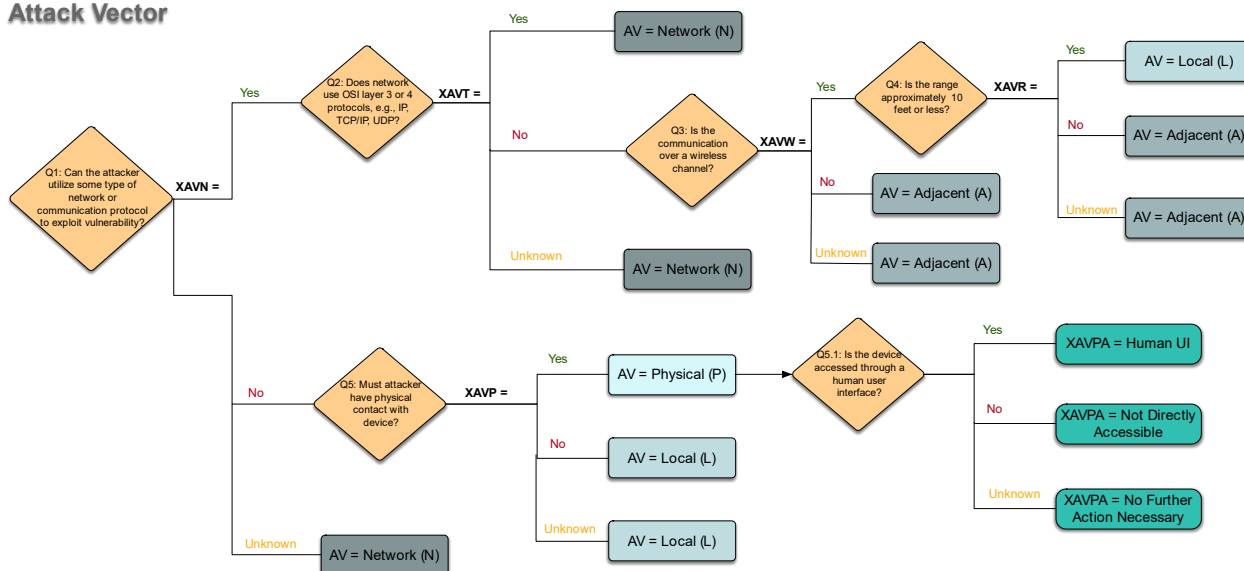 Attack Vector
Q1: Can the attacker
utilize some type of
network or
communication protocol
to exploit vulnerability?
XAVN =
Yes
Q2: Does network
use OSI layer 3 or 4
protocols, e.g., IP,
TCP/IP, UDP?
XAVT =
Yes
AV = Network (N)
No
Q3: Is the
communication
over a wireless
channel?
XAVW =
Yes
Q4: Is the range
approximately 10
feet or less?
XAVR =
Yes
AV = Local (L)
No
AV = Adjacent (A)
Unknown
AV = Adjacent (A)
No
AV = Adjacent (A)
Unknown
AV = Adjacent (A)
Unknown
AV = Network (N)
No
Q5: Must attacker
have physical
contact with
device?
XAVP =
Yes
AV = Physical (P)
Q5.1: Is the device
accessed through a
human user
interface?
Yes
XAVPA = Human UI
No
XAVPA = Not Directly
Accessible
Unknown
XAVPA = No Further
Action Necessary
No
AV = Local (L)
Unknown
AV = Local (L)
Unknown
AV = Network (N)